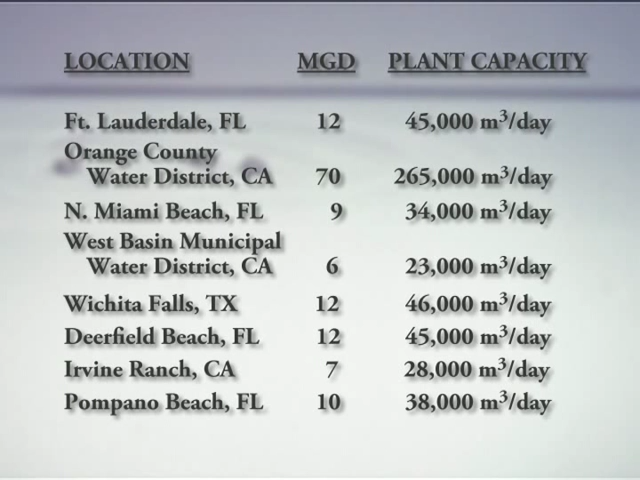 LOCATION MGD PLANT CAPACITY
Ft. Lauderdale, FL 12 45,000 m³/day
Orange County
Water District, CA 70 265,000 m³/day
N. Miami Beach, FL 9 34,000 m³/day
West Basin Municipal
Water District, CA 6 23,000 m³/day
Wichita Falls, TX 12 46,000 m³/day
Deerfield Beach, FL 12 45,000 m³/day
Irvine Ranch, CA 7 28,000 m³/day
Pompano Beach, FL 10 38,000 m³/day